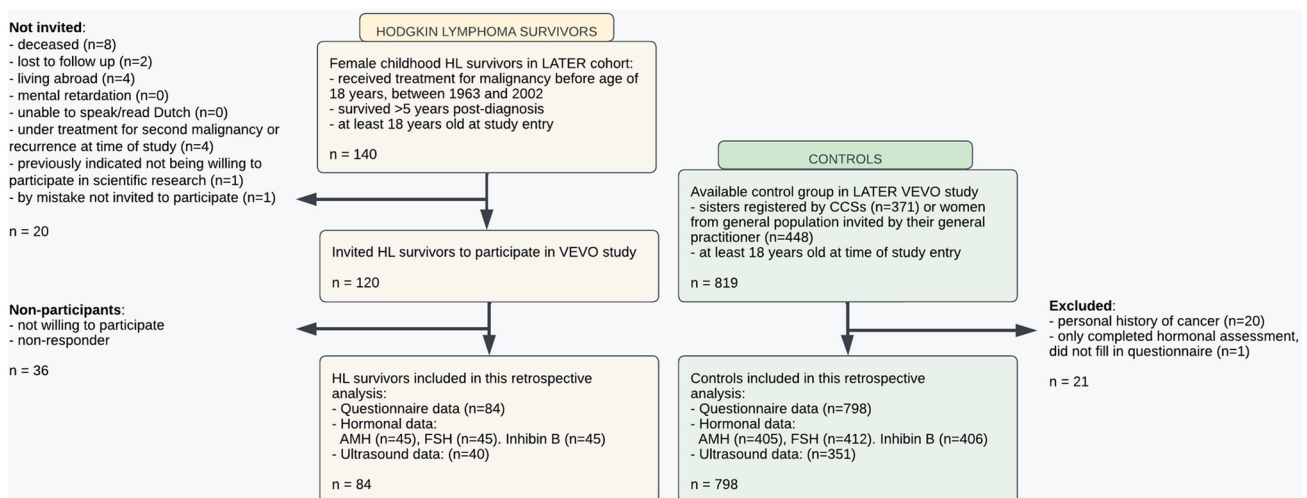 Not invited:
- deceased (n=8)
- lost to follow up (n=2)
- living abroad (n=4)
- mental retardation (n=0)
- unable to speak/read Dutch (n=0)
- under treatment for second malignancy or
recurrence at time of study (n=4)
- previously indicated not being willing to
participate in scientific research (n=1)
- by mistake not invited to participate (n=1)
n = 20
HODGKIN LYMPHOMA SURVIVORS
Female childhood HL survivors in LATER cohort:
- received treatment for malignancy before age of
18 years, between 1963 and 2002
- survived >5 years post-diagnosis
- at least 18 years old at study entry
n = 140
Invited HL survivors to participate in VEVO study
n = 120
Non-participants:
- not willing to participate
- non-responder
n = 36
HL survivors included in this retrospective
analysis:
- Questionnaire data (n=84)
- Hormonal data:
AMH (n=45), FSH (n=45). Inhibin B (n=45)
- Ultrasound data: (n=40)
n = 84
CONTROLS
Available control group in LATER VEVO study
- sisters registered by CCSs (n=371) or women
from general population invited by their general
practitioner (n=448)
- at least 18 years old at time of study entry
n = 819
Excluded:
- personal history of cancer (n=20)
- only completed hormonal assessment,
did not fill in questionnaire (n=1)
n = 21
Controls included in this retrospective
analysis:
- Questionnaire data (n=798)
- Hormonal data:
AMH (n=405), FSH (n=412). Inhibin B (n=406)
- Ultrasound data: (n=351)
n = 798